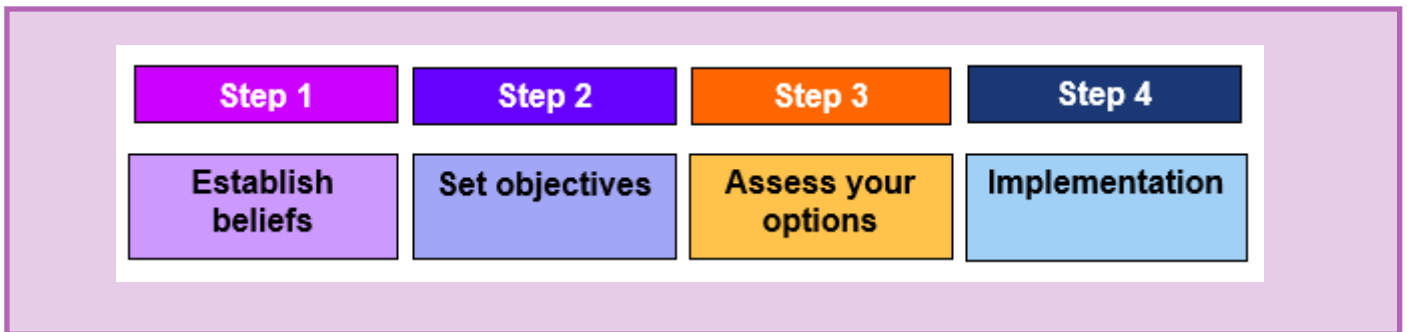 Step 1
Step 2
Step 3
Step 4
Establish
beliefs
Set objectives
Assess your
options
Implementation